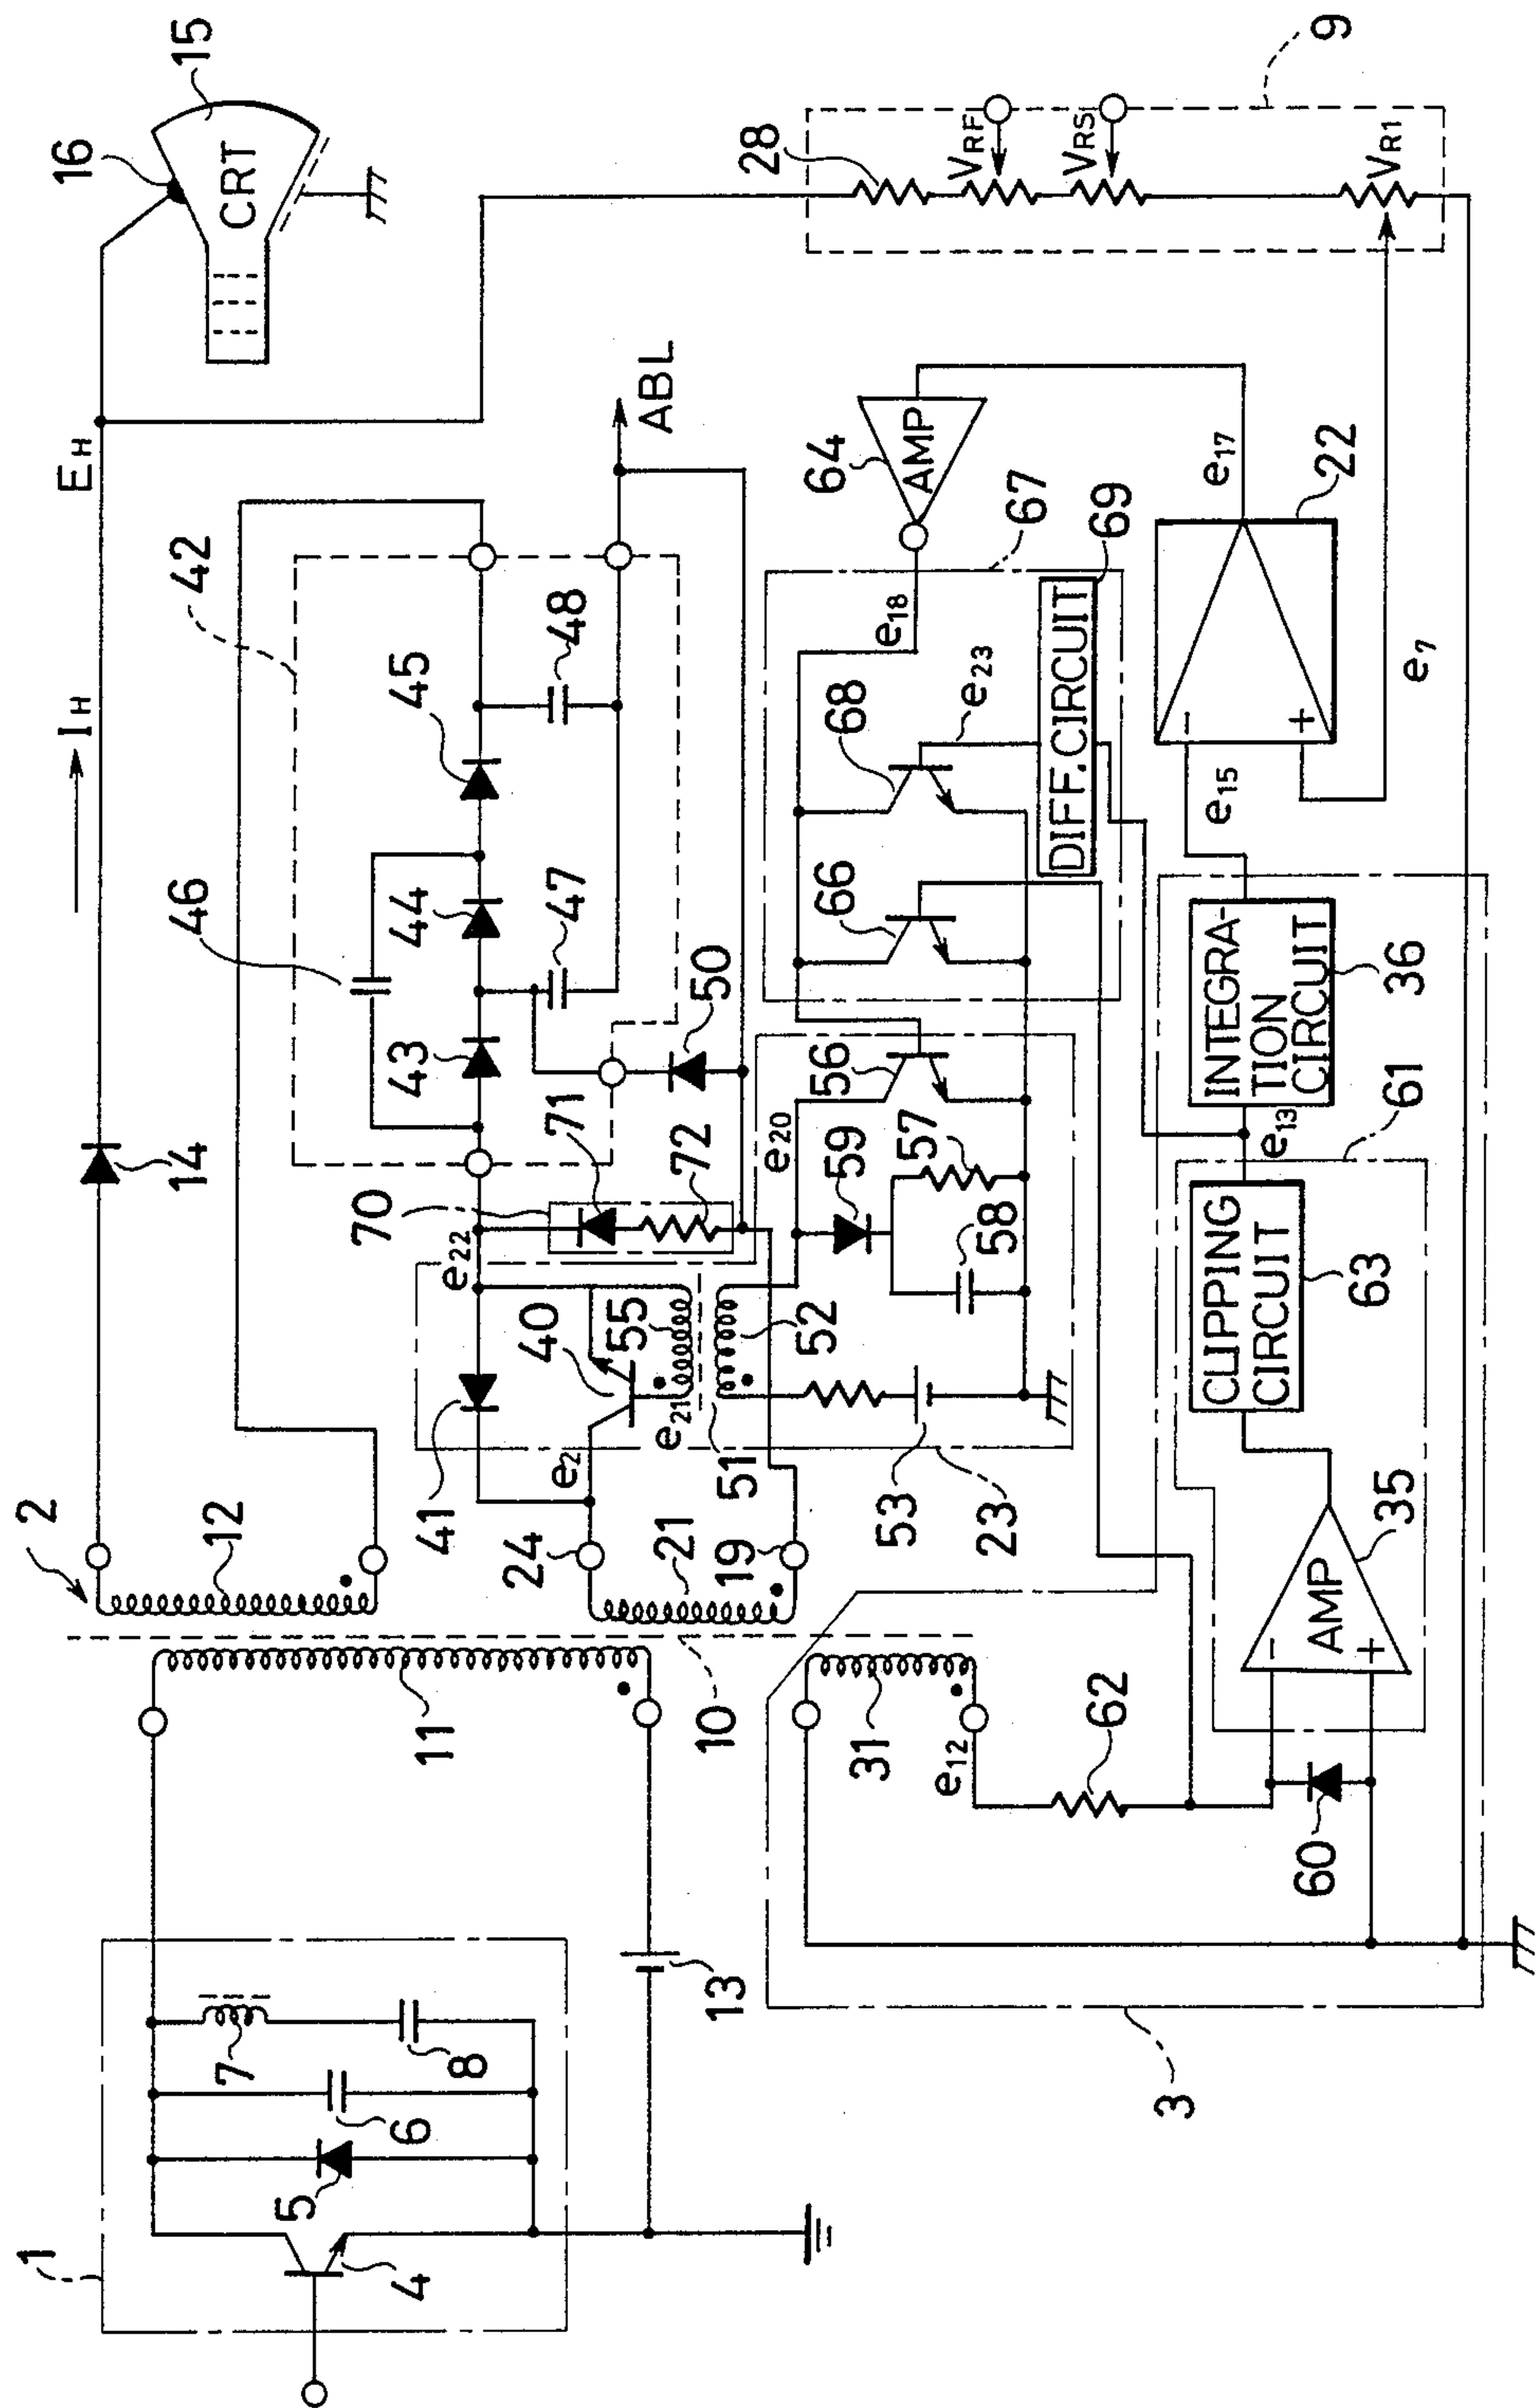 15
16
CRT
9
28
VRF
VRS
VR1
EH
IH
ABL
42
48
45
46
44
47
43
50
64
AMP
67
69
e18
e23
68
66
DIFF. CIRCUIT
e17
22
e7
e15
−
+
INTEGRA-
TION
CIRCUIT
36
61
e13
CLIPPING
CIRCUIT
63
14
70
71
72
e22
56
e20
59
57
58
55
40
52
41
e21
e2
51
53
23
24
21
19
2
12
11
10
31
e12
62
AMP
−
+
35
60
13
3
1
7
8
6
5
4